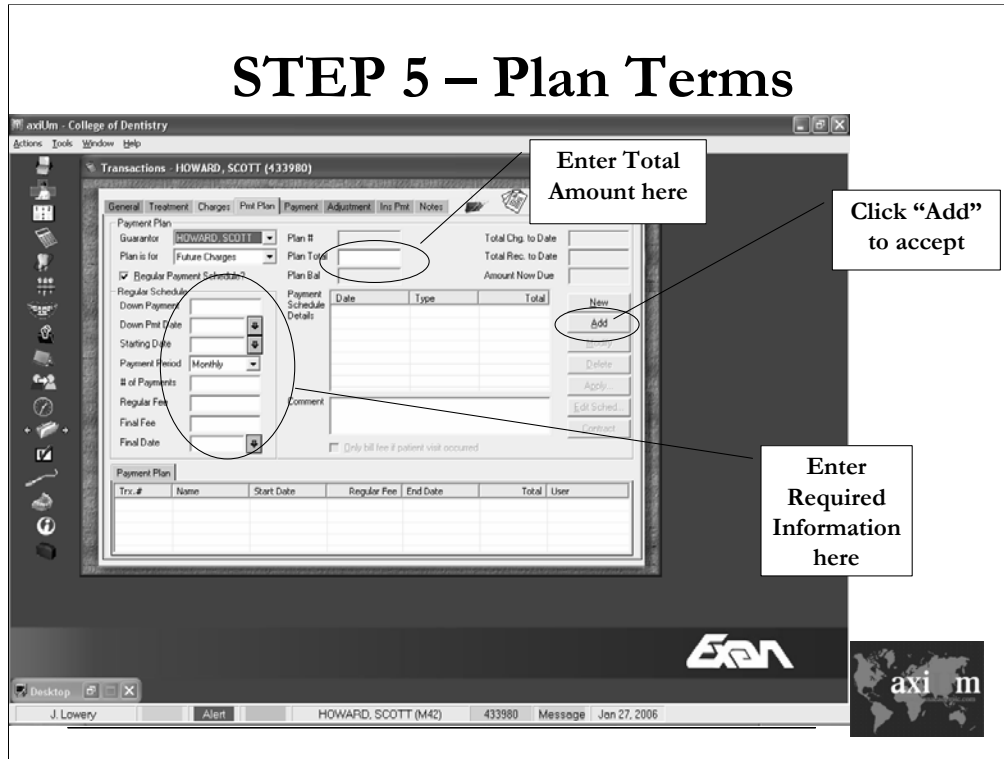 STEP 5 – Plan Terms
axiUm - College of Dentistry
Actions Tools Window Help
Transactions - HOWARD, SCOTT (433980)
General Treatment Charges Pmt Plan Payment Adjustment Ins Pmt Notes
Payment Plan
Guarantor HOWARD, SCOTT Plan # Total Chg. to Date
Plan is for Future Charges Plan Total Total Rec. to Date
Regular Payment Schedule? Plan Bal Amount Now Due
Regular Schedule
Down Payment
Down Pmt Date
Starting Date
Payment Period Monthly
# of Payments
Regular Fee
Final Fee
Final Date
Payment
Schedule
Details
Date Type Total
Comment
Only bill fee if patient visit occurred
New
Add
Modify
Delete
Apply...
Edit Sched...
Contract
Payment Plan
Trx.# Name Start Date Regular Fee End Date Total User
Enter Total
Amount here
Click “Add”
to accept
Enter
Required
Information
here
Exan
axi m
Desktop
J. Lowery Alert HOWARD, SCOTT (M42) 433980 Message Jan 27, 2006